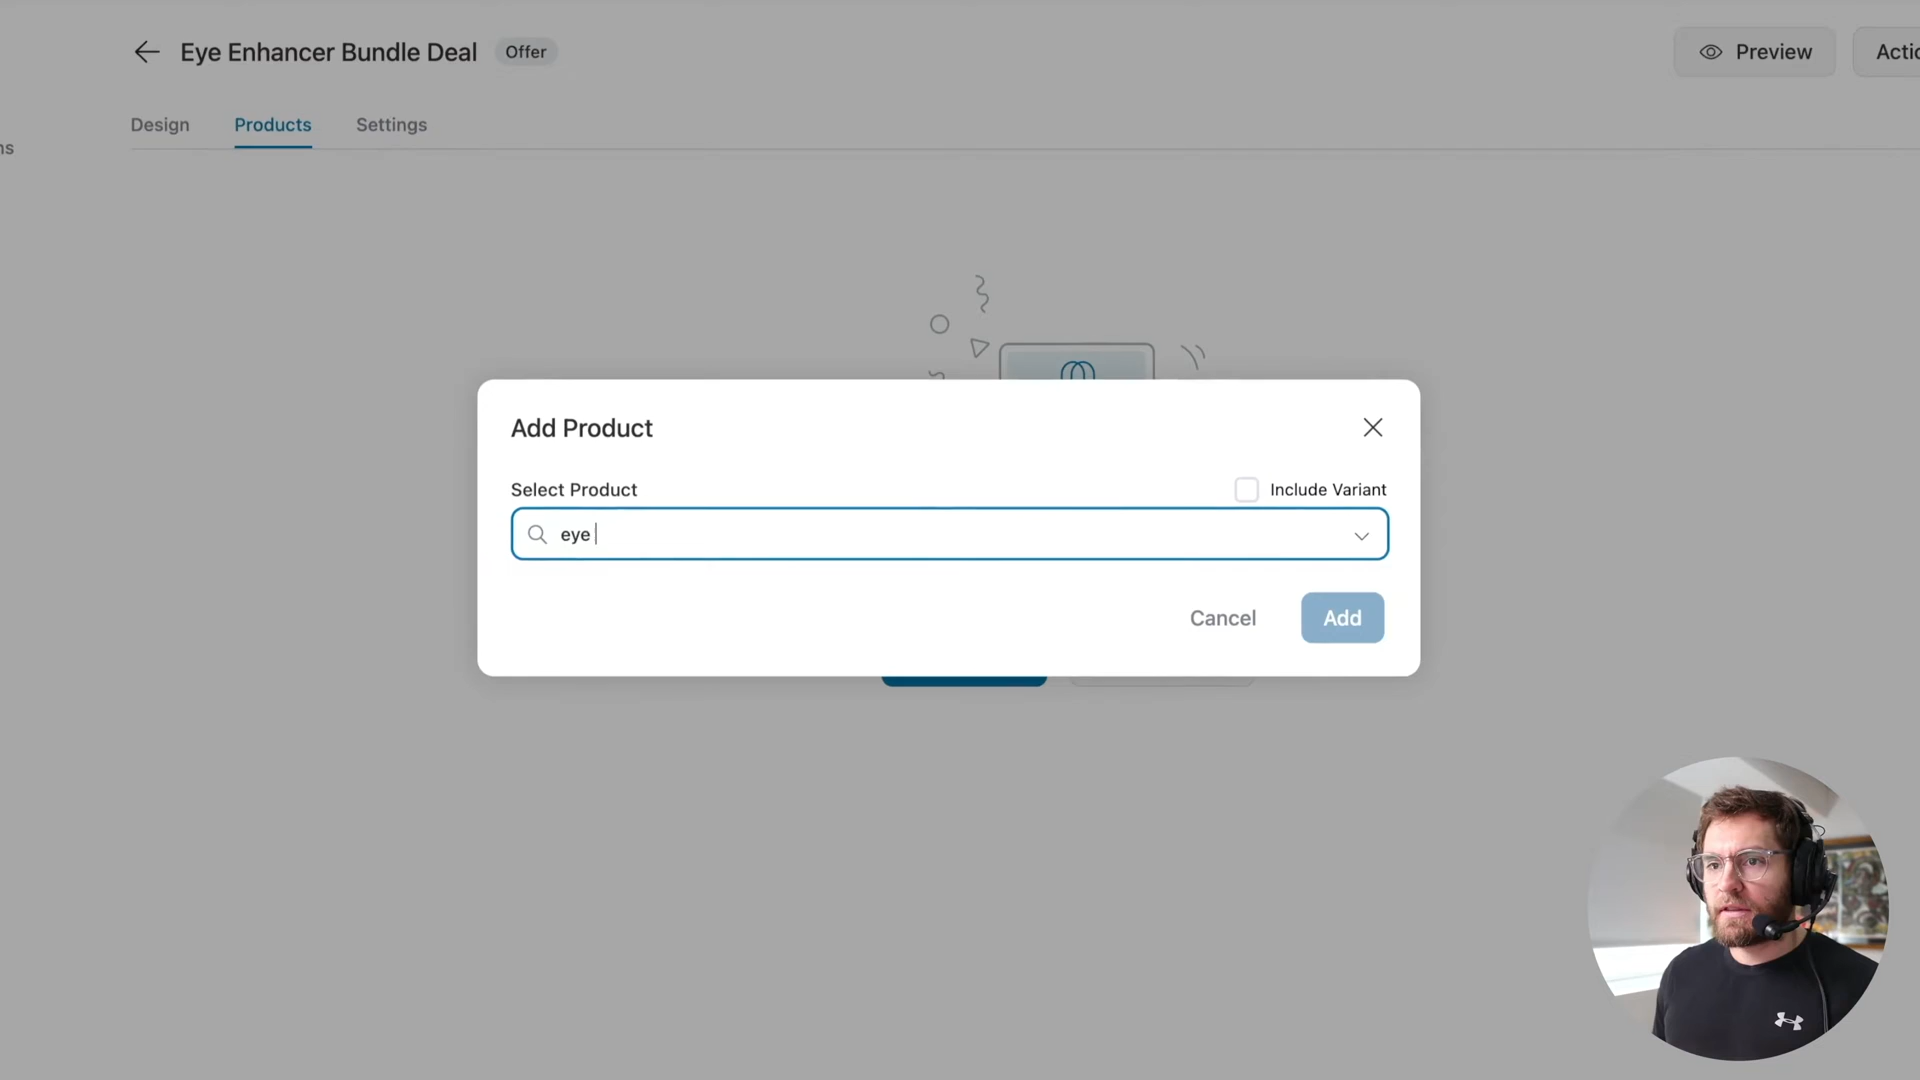 Eye Enhancer Bundle Deal Offer
Preview
Actio
Design Products Settings
ns
Add Product
Select Product
Include Variant
eye
Cancel
Add